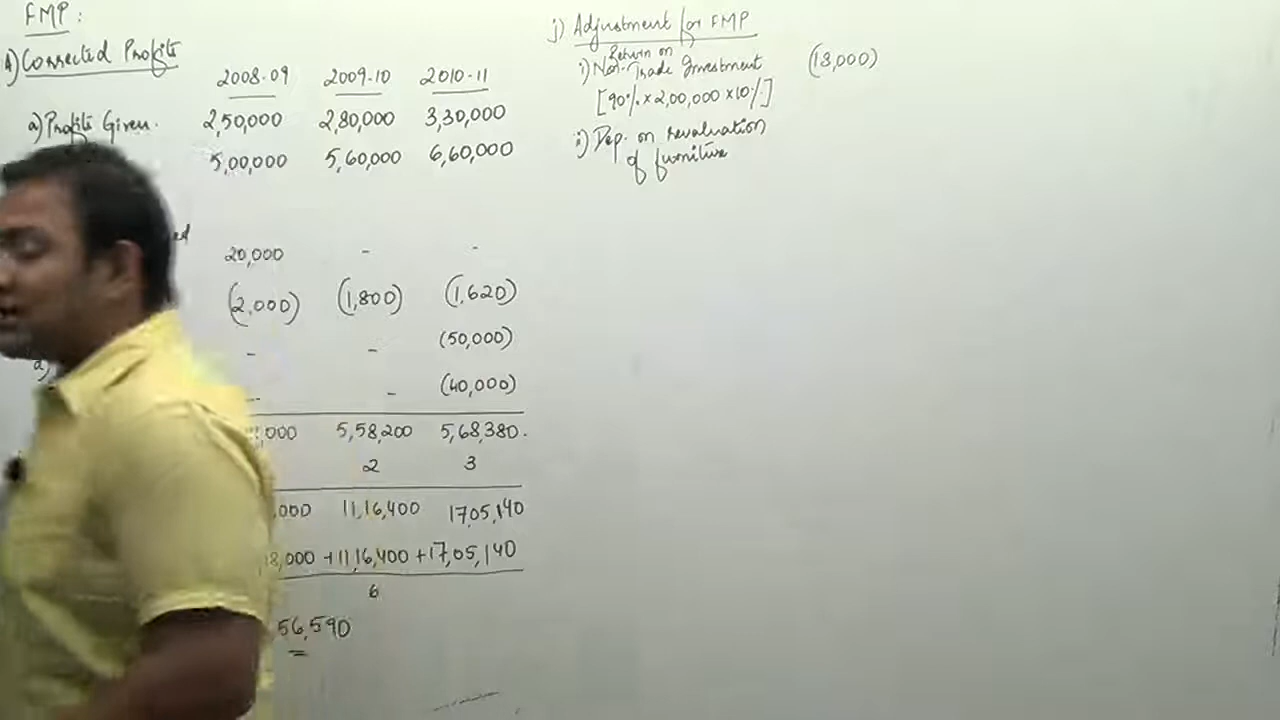 FMP:
A) Corrected Profits
2008-09 2009-10 2010-11
a) Profits Given. 2,50,000 2,80,000 3,30,000
5,00,000 5,60,000 6,60,000
20,000 - -
(2,000) (1,800) (1,620)
- - (50,000)
- - (40,000)
,000 5,58,200 5,68,380.
2 3
,000 11,16,400 17,05,140
18,000 +11,16,400 +17,05,140
6
56,590
j) Adjustment for FMP
Return on
i) Non-Trade Investment (18,000)
[90% x 2,00,000 x 10%]
ii) Dep. on revaluation
of furniture